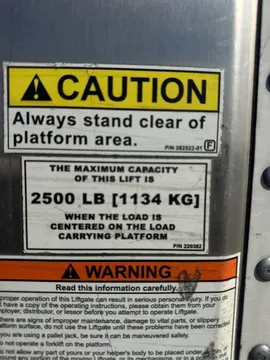 CAUTION
Always stand clear of
platform area.
P/N 282522-01 F
THE MAXIMUM CAPACITY
OF THIS LIFT IS
2500 LB [1134 KG]
WHEN THE LOAD IS
CENTERED ON THE LOAD
CARRYING PLATFORM
P/N 220382
WARNING
Read this information carefully.
proper operation of this Liftgate can result in serious personal injury. If you do
t have a copy of the operating instructions, please obtain them from your
ployer, distributor, or lessor before you attempt to operate Liftgate.
there are signs of improper maintenance, damage to vital parts, or slippery
atform surface, do not use the Liftgate until these problems have been corrected.
you are using a pallet jack, be sure it can be maneuvered safely.
o not operate a forklift on the platform.
o not allow any part of yours or your helper's body to be placed under,